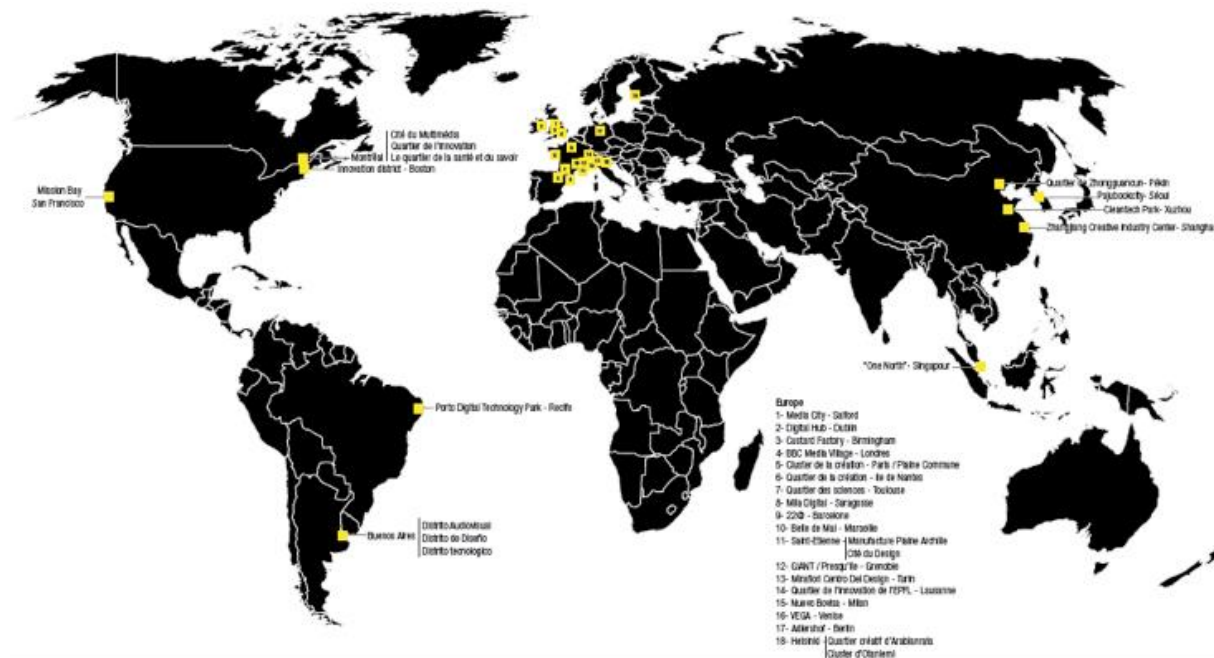 Cité du Multimédia
Quartier de l'Innovation
Montréal
Le quartier de la santé et du savoir
Innovation district - Boston
Mission Bay
San Francisco
Quartier de Zhongguancun - Pékin
Pajubookcity - Séoul
Cleantech Park - Xuzhou
Zhangjiang Creative Industry Center - Shangha
"One North" - Singapour
Porto Digital Technology Park - Recife
Buenos Aires
Distrito Audiovisual
Distrito de Diseño
Distrito tecnologico
Europe
1- Media City - Salford
2- Digital Hub - Dublin
3- Custard Factory - Birmingham
4- BBC Media Village - Londres
5- Cluster de la création - Paris / Plaine Commune
6- Quartier de la création - Ile de Nantes
7- Quartier des sciences - Toulouse
8- Milla Digital - Saragosse
9- 22@ - Barcelone
10- Belle de Mai - Marseille
11- Saint-Etienne
Manufacture Plaine Achille
Cité du Design
12- GIANT / Presqu'île - Grenoble
13- Mirafiori Centro Del Design - Turin
14- Quartier de l'innovation de l'EPFL - Lausanne
15- Nuevo Bovisa - Milan
16- VEGA - Venise
17- Adlershof - Berlin
18- Helsinki
Quartier créatif d'Arabianranta
Cluster d'Otaniemi